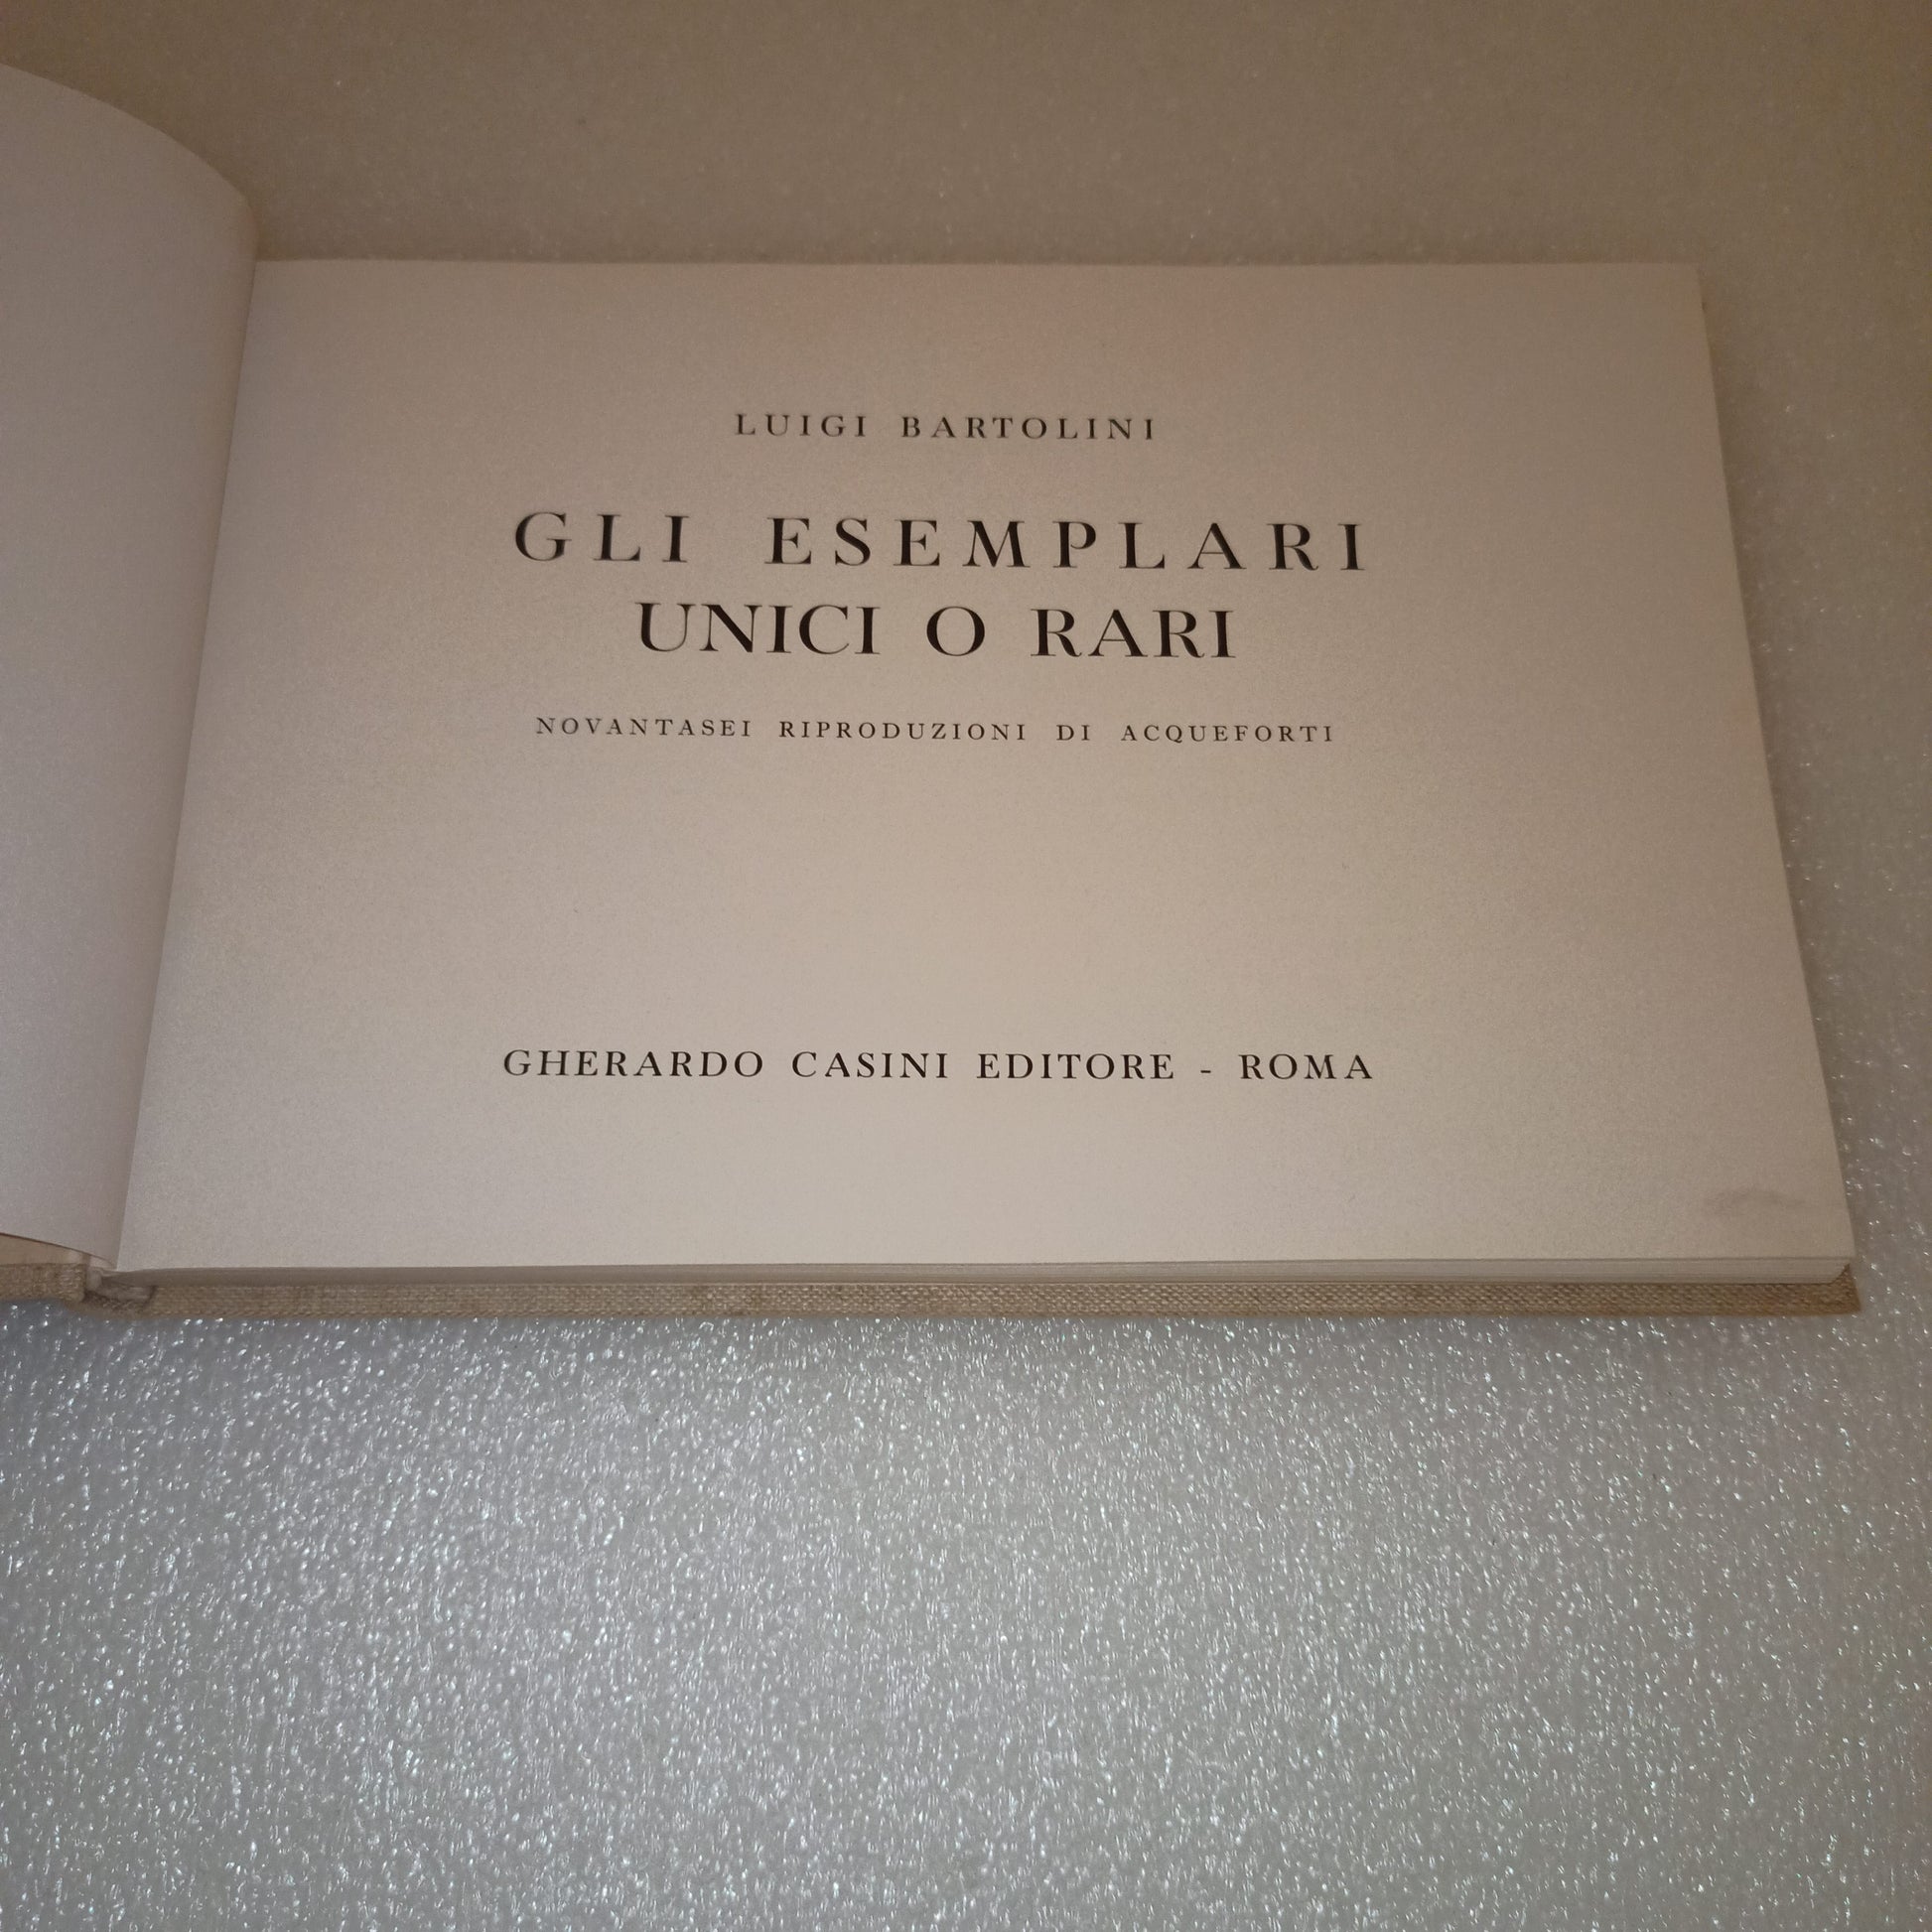 LUIGI BARTOLINI
GLI ESEMPLARI
UNICI O RARI
NOVANTASEI RIPRODUZIONI DI ACQUEFORTI
GHERARDO CASINI EDITORE - ROMA